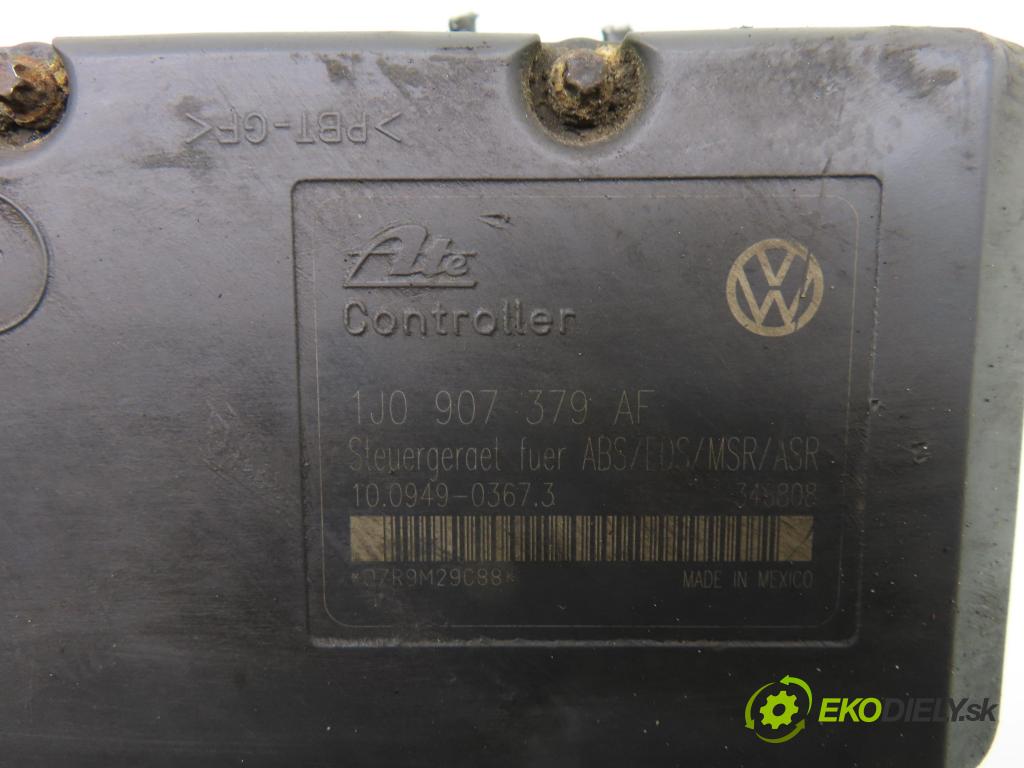 >PBT-GF<
Ate
Controller
1J0 907 379 AF
Steuergeraet fuer ABS/EDS/MSR/ASR
10.0949-0367.3 346808
*07R9M29C88*
MADE IN MEXICO
EKODIELY.sk